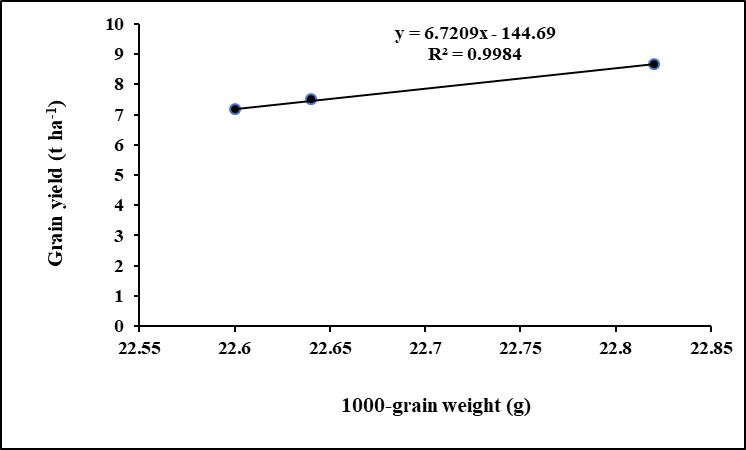 y = 6.7209x - 144.69
R² = 0.9984
10
9
8
7
6
5
4
3
2
1
0
Grain yield (t ha⁻¹)
22.55 22.6 22.65 22.7 22.75 22.8 22.85
1000-grain weight (g)